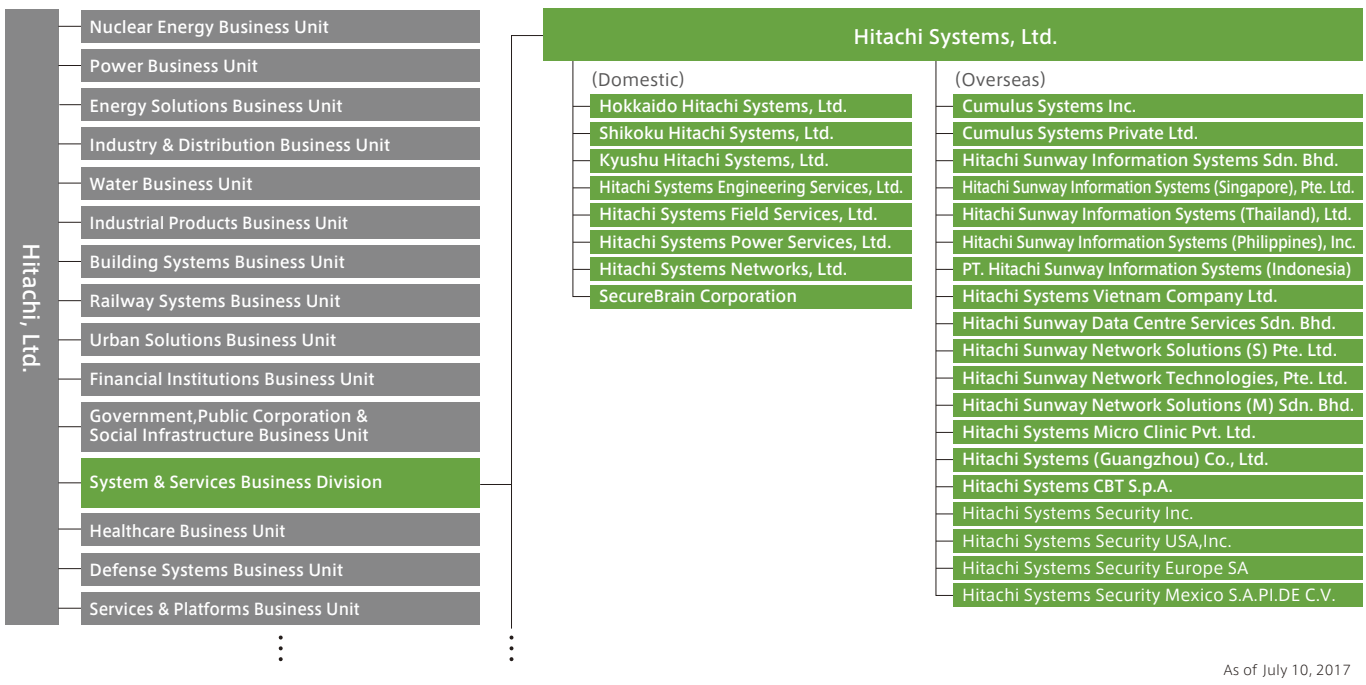 Hitachi, Ltd.
Nuclear Energy Business Unit
Power Business Unit
Energy Solutions Business Unit
Industry & Distribution Business Unit
Water Business Unit
Industrial Products Business Unit
Building Systems Business Unit
Railway Systems Business Unit
Urban Solutions Business Unit
Financial Institutions Business Unit
Government,Public Corporation &
Social Infrastructure Business Unit
System & Services Business Division
Healthcare Business Unit
Defense Systems Business Unit
Services & Platforms Business Unit
Hitachi Systems, Ltd.
(Domestic)
Hokkaido Hitachi Systems, Ltd.
Shikoku Hitachi Systems, Ltd.
Kyushu Hitachi Systems, Ltd.
Hitachi Systems Engineering Services, Ltd.
Hitachi Systems Field Services, Ltd.
Hitachi Systems Power Services, Ltd.
Hitachi Systems Networks, Ltd.
SecureBrain Corporation
(Overseas)
Cumulus Systems Inc.
Cumulus Systems Private Ltd.
Hitachi Sunway Information Systems Sdn. Bhd.
Hitachi Sunway Information Systems (Singapore), Pte. Ltd.
Hitachi Sunway Information Systems (Thailand), Ltd.
Hitachi Sunway Information Systems (Philippines), Inc.
PT. Hitachi Sunway Information Systems (Indonesia)
Hitachi Systems Vietnam Company Ltd.
Hitachi Sunway Data Centre Services Sdn. Bhd.
Hitachi Sunway Network Solutions (S) Pte. Ltd.
Hitachi Sunway Network Technologies, Pte. Ltd.
Hitachi Sunway Network Solutions (M) Sdn. Bhd.
Hitachi Systems Micro Clinic Pvt. Ltd.
Hitachi Systems (Guangzhou) Co., Ltd.
Hitachi Systems CBT S.p.A.
Hitachi Systems Security Inc.
Hitachi Systems Security USA,Inc.
Hitachi Systems Security Europe SA
Hitachi Systems Security Mexico S.A.PI.DE C.V.
As of July 10, 2017